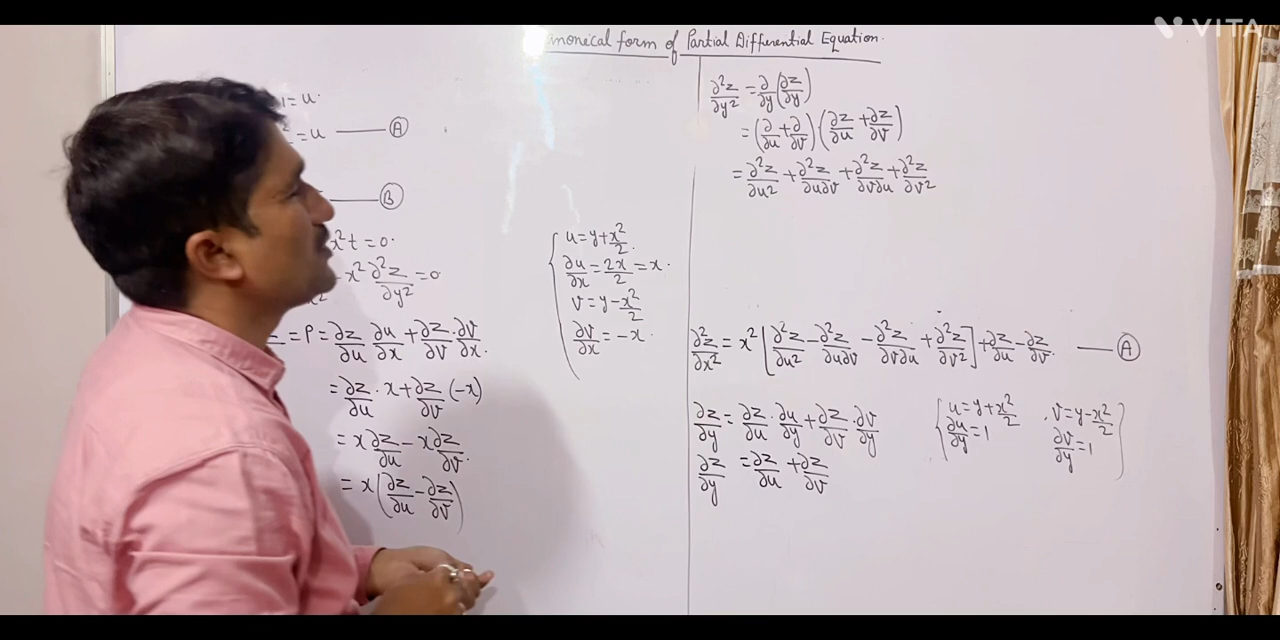 VITA
nonical form of Partial Differential Equation.
= u.
= u —— Ⓐ
—— Ⓑ
x²t = 0.
- x² ∂²z/∂y² = 0
= P = ∂z/∂u ∂u/∂x + ∂z/∂v · ∂v/∂x.
= ∂z/∂u · x + ∂z/∂v (-x)
= x ∂z/∂u - x ∂z/∂v.
= x (∂z/∂u - ∂z/∂v)
u = y + x²/2.
∂u/∂x = 2x/2 = x.
v = y - x²/2
∂v/∂x = -x.
∂²z/∂y² = ∂/∂y (∂z/∂y)
= (∂/∂u + ∂/∂v) (∂z/∂u + ∂z/∂v)
= ∂²z/∂u² + ∂²z/∂u∂v + ∂²z/∂v∂u + ∂²z/∂v²
∂²z/∂x² = x² [∂²z/∂u² - ∂²z/∂u∂v - ∂²z/∂v∂u + ∂²z/∂v²] + ∂z/∂u - ∂z/∂v. —— Ⓐ
∂z/∂y = ∂z/∂u · ∂u/∂y + ∂z/∂v · ∂v/∂y
∂z/∂y = ∂z/∂u + ∂z/∂v
u = y + x²/2, v = y - x²/2
∂u/∂y = 1 ∂v/∂y = 1